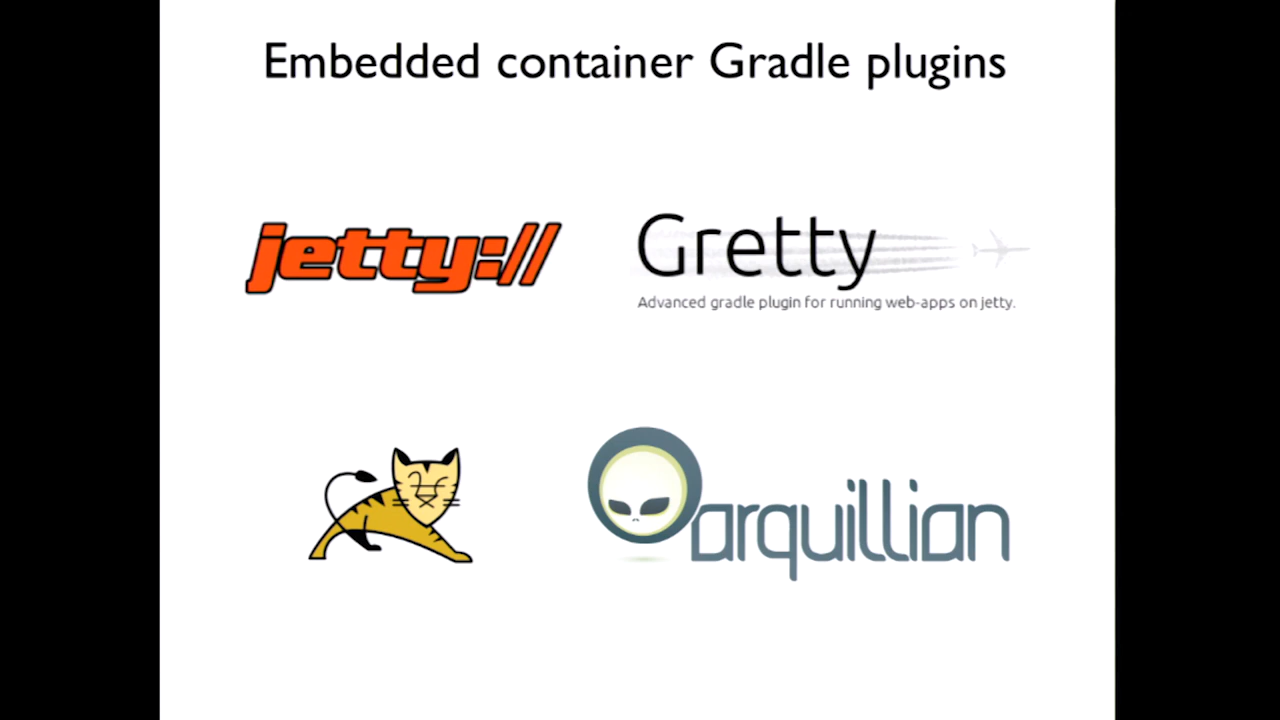 Embedded container Gradle plugins
jetty://
Gretty
Advanced gradle plugin for running web-apps on jetty.
arquillian